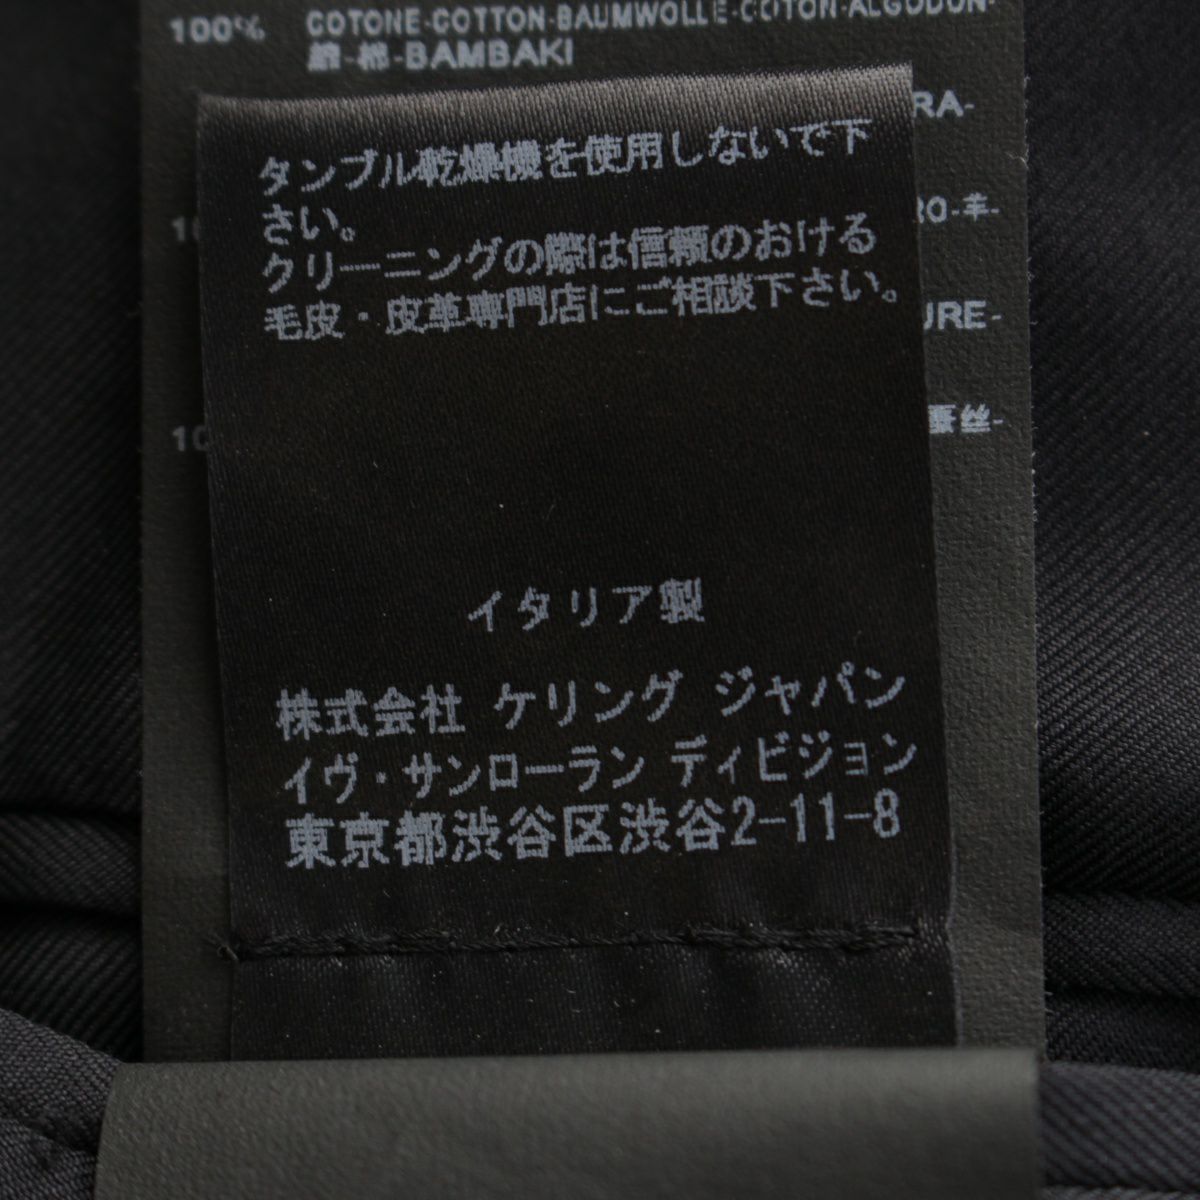 100% COTONE-COTTON-BAUMWOLLE-COTON-ALGODON-
綿-棉-BAMBAKI
RA-
タンブル乾燥機を使用しないで下
さい。
RO-羊-
クリーニングの際は信頼のおける
毛皮・皮革専門店にご相談下さい。
URE-
蚕丝-
イタリア製
株式会社 ケリング ジャパン
イヴ・サンローラン ディビジョン
東京都渋谷区渋谷2-11-8